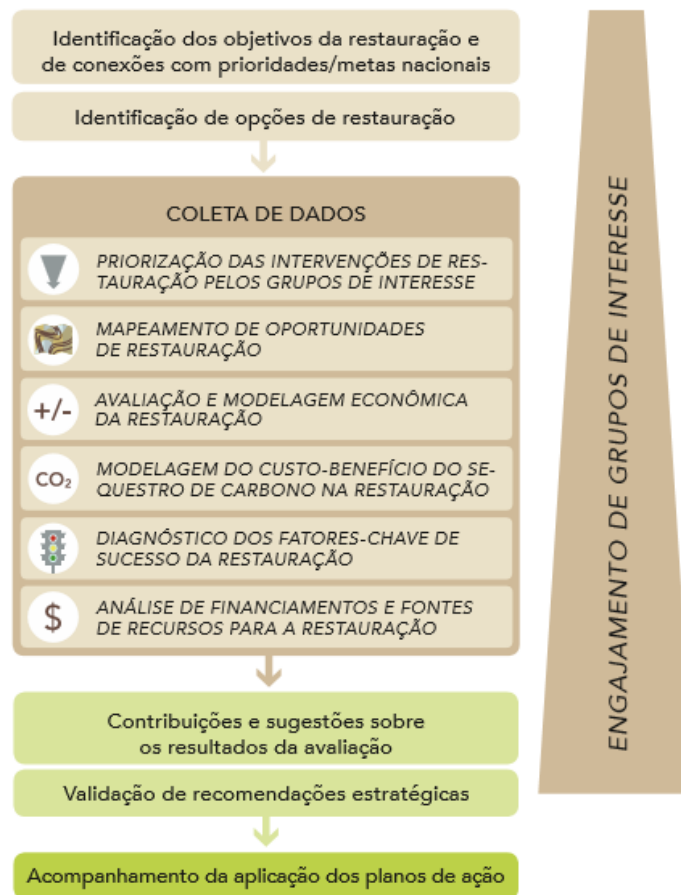 Identificação dos objetivos da restauração e
de conexões com prioridades/metas nacionais
Identificação de opções de restauração
COLETA DE DADOS
PRIORIZAÇÃO DAS INTERVENÇÕES DE RES-
TAURAÇÃO PELOS GRUPOS DE INTERESSE
MAPEAMENTO DE OPORTUNIDADES
DE RESTAURAÇÃO
+/-
AVALIAÇÃO E MODELAGEM ECONÔMICA
DA RESTAURAÇÃO
CO₂
MODELAGEM DO CUSTO-BENEFÍCIO DO SE-
QUESTRO DE CARBONO NA RESTAURAÇÃO
DIAGNÓSTICO DOS FATORES-CHAVE DE
SUCESSO DA RESTAURAÇÃO
$
ANÁLISE DE FINANCIAMENTOS E FONTES
DE RECURSOS PARA A RESTAURAÇÃO
Contribuições e sugestões sobre
os resultados da avaliação
Validação de recomendações estratégicas
Acompanhamento da aplicação dos planos de ação
ENGAJAMENTO DE GRUPOS DE INTERESSE